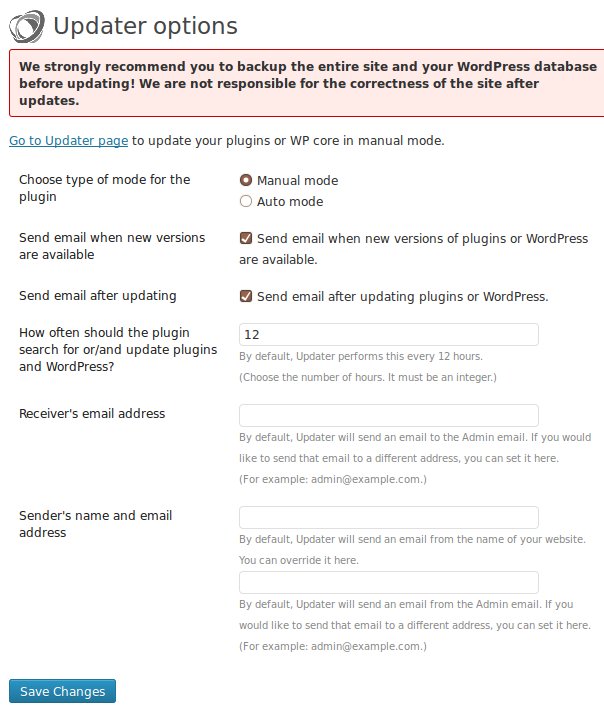 Updater options
We strongly recommend you to backup the entire site and your WordPress database
before updating! We are not responsible for the correctness of the site after
updates.
Go to Updater page to update your plugins or WP core in manual mode.
Choose type of mode for the
plugin
Manual mode
Auto mode
Send email when new versions
are available
Send email when new versions of plugins or WordPress
are available.
Send email after updating
Send email after updating plugins or WordPress.
How often should the plugin
search for or/and update plugins
and WordPress?
12
By default, Updater performs this every 12 hours.
(Choose the number of hours. It must be an integer.)
Receiver's email address
By default, Updater will send an email to the Admin email. If you would
like to send that email to a different address, you can set it here.
(For example: admin@example.com.)
Sender's name and email
address
By default, Updater will send an email from the name of your website.
You can override it here.
By default, Updater will send an email from the Admin email. If you
would like to send that email to a different address, you can set it here.
(For example: admin@example.com.)
Save Changes